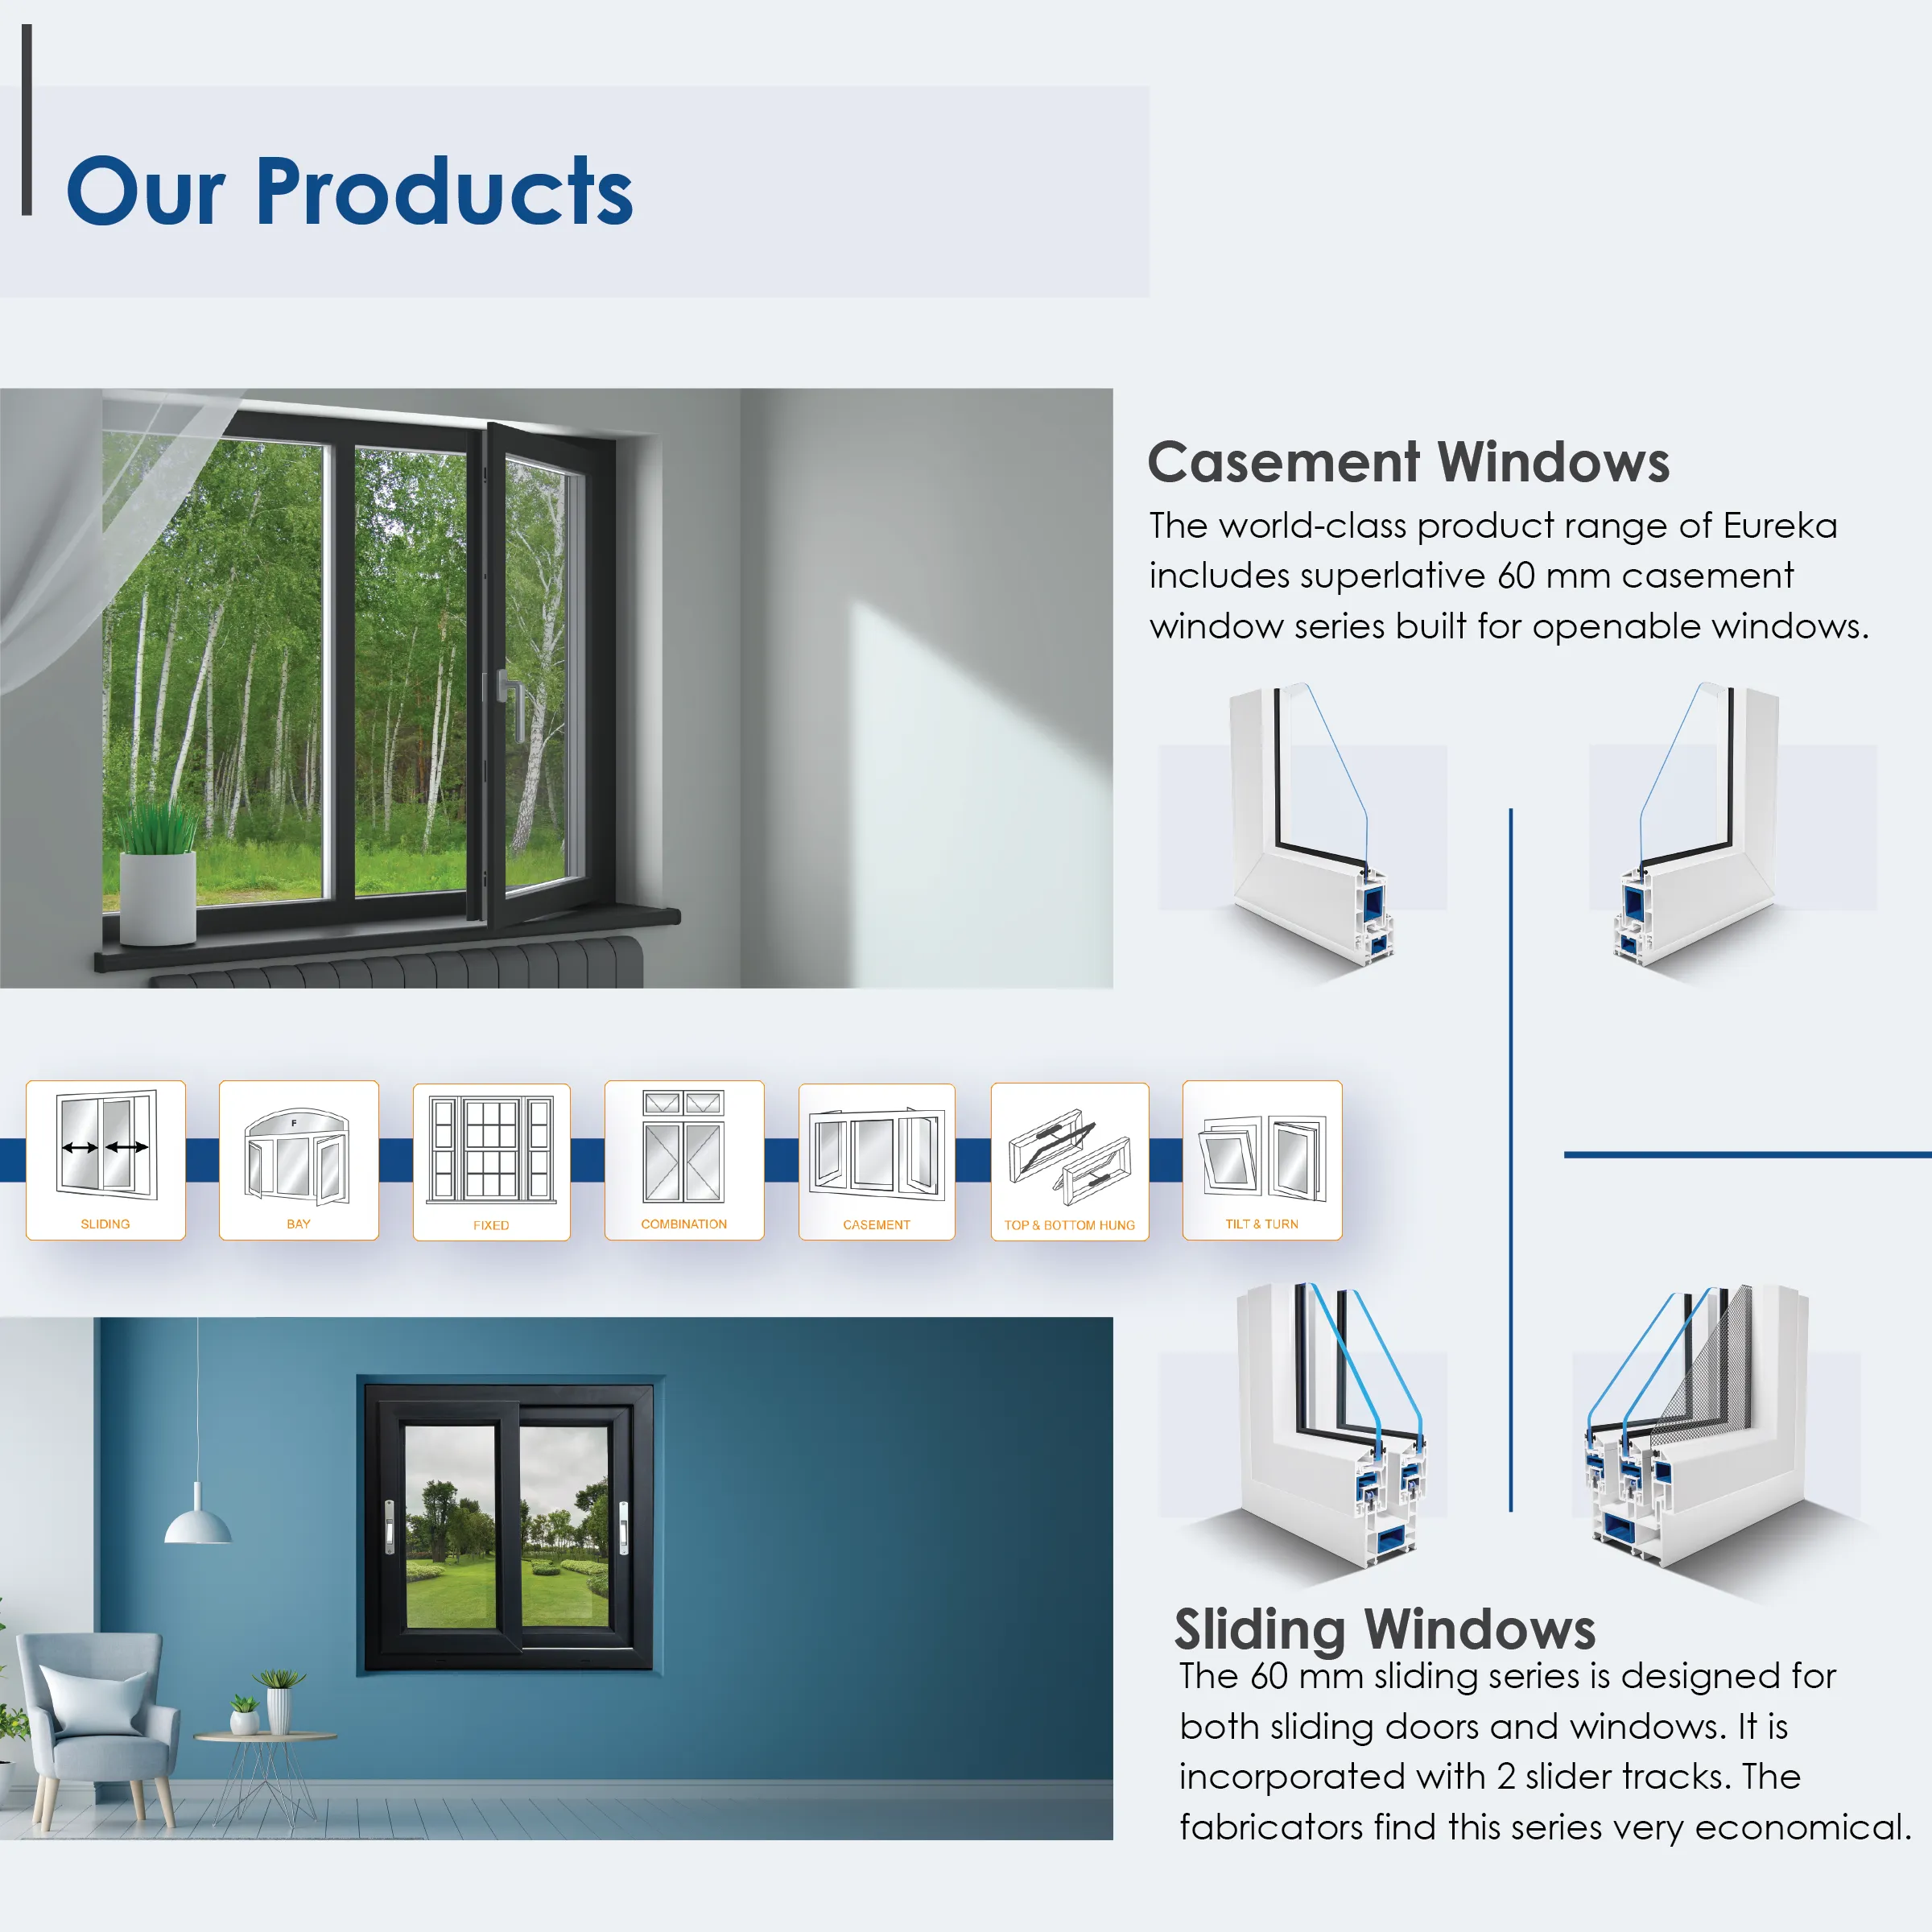 Our Products
Casement Windows
The world-class product range of Eureka
includes superlative 60 mm casement
window series built for openable windows.
F
SLIDING
BAY
FIXED
COMBINATION
CASEMENT
TOP & BOTTOM HUNG
TILT & TURN
Sliding Windows
The 60 mm sliding series is designed for
both sliding doors and windows. It is
incorporated with 2 slider tracks. The
fabricators find this series very economical.